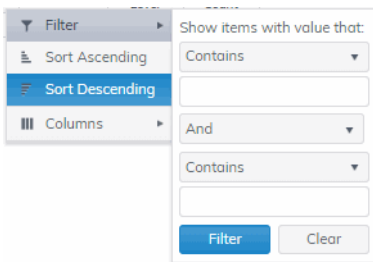 Filter
Sort Ascending
Sort Descending
Columns
Show items with value that:
Contains
And
Contains
Filter
Clear